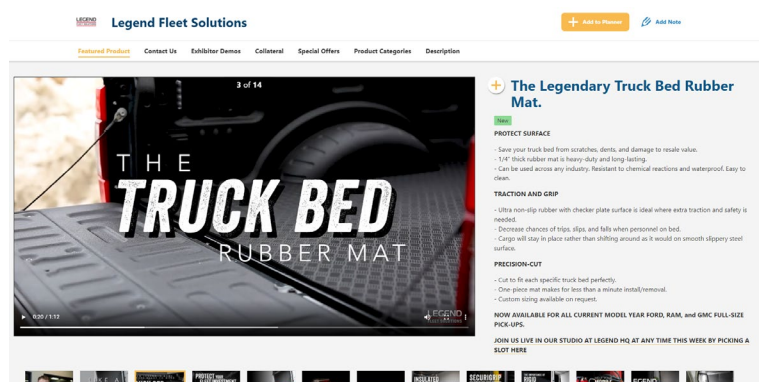 LEGEND
Legend Fleet Solutions
Add to Planner
Add Note
Featured Product
Contact Us
Exhibitor Demos
Collateral
Special Offers
Product Categories
Description
3 of 14
THE
TRUCK BED
RUBBER MAT
0:20 / 1:12
LEGEND
The Legendary Truck Bed Rubber
Mat.
New
PROTECT SURFACE
- Save your truck bed from scratches, dents, and damage to resale value.
- 1/4" thick rubber mat is heavy-duty and long-lasting.
- Can be used across any industry. Resistant to chemical reactions and waterproof. Easy to
clean.
TRACTION AND GRIP
- Ultra non-slip rubber with checker plate surface is ideal where extra traction and safety is
needed.
- Decrease chances of trips, slips, and falls when personnel on bed.
- Cargo will stay in place rather than shifting around as it would on smooth slippery steel
surface.
PRECISION-CUT
- Cut to fit each specific truck bed perfectly.
- One-piece mat makes for less than a minute install/removal.
- Custom sizing available on request.
NOW AVAILABLE FOR ALL CURRENT MODEL YEAR FORD, RAM, and GMC FULL-SIZE
PICK-UPS.
JOIN US LIVE IN OUR STUDIO AT LEGEND HQ AT ANY TIME THIS WEEK BY PICKING A
SLOT HERE
PROTECT YOUR
FLEET INVESTMENT
INSULATED
SECURIGRIP
RIGID
LEGEND